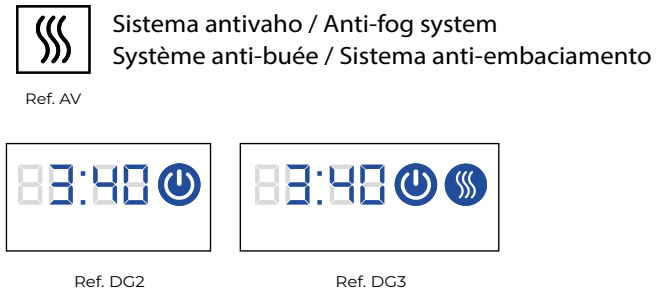 Sistema antivaho / Anti-fog system
Système anti-buée / Sistema anti-embaciamento
Ref. AV
3:40
3:40
Ref. DG2
Ref. DG3